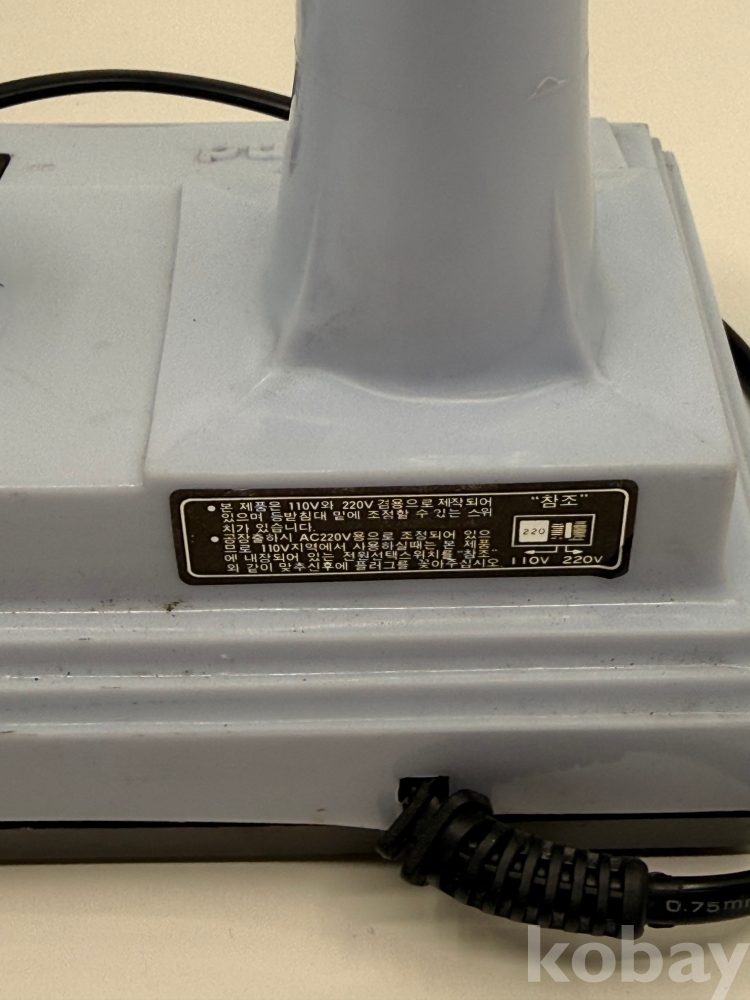 ● 본 제품은 110V와 220V 겸용으로 제작되어
있으며 등받침대 밑에 조정할 수 있는 스위
치가 있습니다.
● 공장출하시 AC220V용으로 조정되어 있으
므로 110V지역에서 사용하실때는 본 제품
에 내장되어 있는 전원선택스위치를 "참조"
와 같이 맞추신후에 플러그를 꽂아주십시오.
"참조"
220
110V 220V
0.75m
kobay